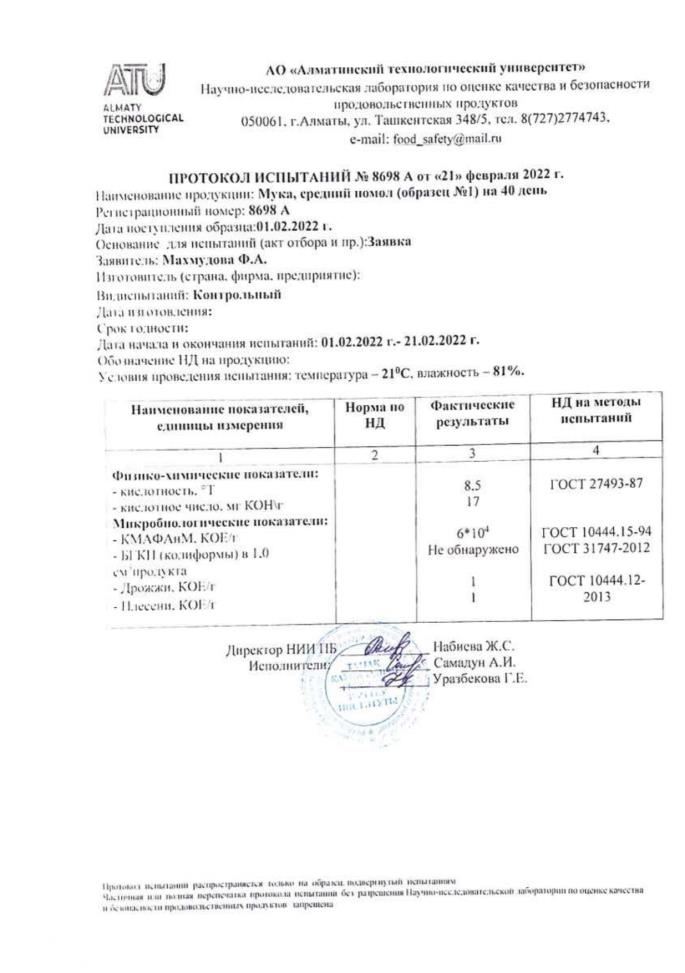 ATU
ALMATY
TECHNOLOGICAL
UNIVERSITY
АО «Алматинский технологический университет»
Научно-исследовательская лаборатория по оценке качества и безопасности
продовольственных продуктов
050061, г.Алматы, ул. Ташкентская 348/5, тел. 8(727)2774743,
e-mail: food_safety@mail.ru
ПРОТОКОЛ ИСПЫТАНИЙ № 8698 А от «21» февраля 2022 г.
Наименование продукции: Мука, средний помол (образец №1) на 40 день
Регистрационный номер: 8698 А
Дата поступления образца:01.02.2022 г.
Основание для испытаний (акт отбора и пр.):Заявка
Заявитель: Махмудова Ф.А.
Изготовитель (страна, фирма, предприятие):
Вид испытаний: Контрольный
Дата изготовления:
Срок годности:
Дата начала и окончания испытаний: 01.02.2022 г.- 21.02.2022 г.
Обозначение НД на продукцию:
Условия проведения испытания: температура – 21⁰С, влажность – 81%.
Наименование показателей, единицы измерения | Норма по НД | Фактические результаты | НД на методы испытаний
1 | 2 | 3 | 4
Физико-химические показатели:
- кислотность, °Т 8.5 ГОСТ 27493-87
- кислотное число, мг КОН\г 17
Микробиологические показатели:
- КМАФАнМ, КОЕ/г 6*10⁴ ГОСТ 10444.15-94
- БГКП (колиформы) в 1.0 Не обнаружено ГОСТ 31747-2012
см³продукта
- Дрожжи, КОЕ/г 1 ГОСТ 10444.12-
- Плесени, КОЕ/г 1 2013
Директор НИИ ПБ Набиева Ж.С.
Исполнители: Самадун А.И.
Уразбекова Г.Е.
Протокол испытаний распространяется только на образец, подвергнутый испытаниям
Частичная или полная перепечатка протокола испытаний без разрешения Научно-исследовательской лаборатории по оценке качества
и безопасности продовольственных продуктов запрещена